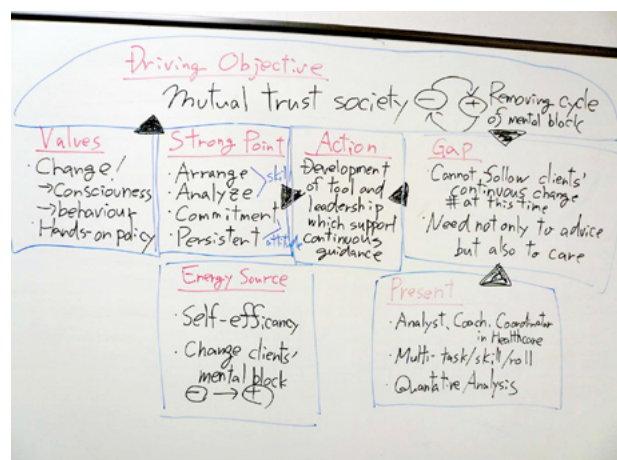 Driving Objective
Mutual trust society - + Removing cycle
of mental block
Values
・Change!
→Consciouness
→behaviour
・Hands-on policy
Strong Point
・Arrange
・Analyze
skill
・Commitment
・Persistent
attitude
Action
Development
of tool and
leadership
which support
continuous
guidance
Gap
・Cannot follow clients'
continuous change
# at this time
・Need not only to advice
but also to care
Energy Source
・Self-efficancy
・Change clients'
mental block
- → +
Present
・Analyst, Coach, Coordinator
in Healthcare
・Multi-task/skill/roll
・Quantative Analysis